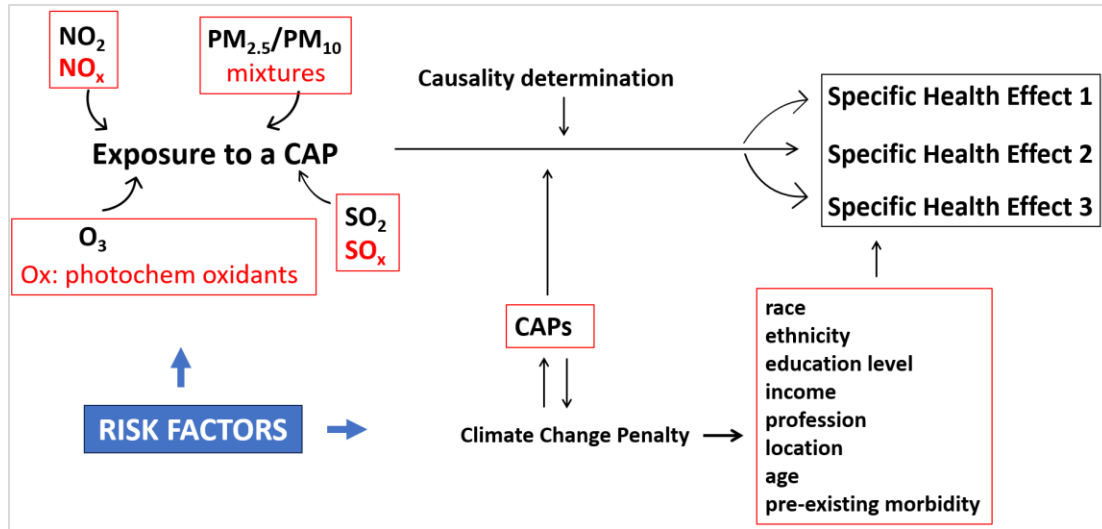 NO₂
NOₓ
PM₂.₅/PM₁₀
mixtures
Causality determination
Exposure to a CAP
Specific Health Effect 1
Specific Health Effect 2
Specific Health Effect 3
O₃
Ox: photochem oxidants
SO₂
SOₓ
CAPs
RISK FACTORS
Climate Change Penalty
race
ethnicity
education level
income
profession
location
age
pre-existing morbidity